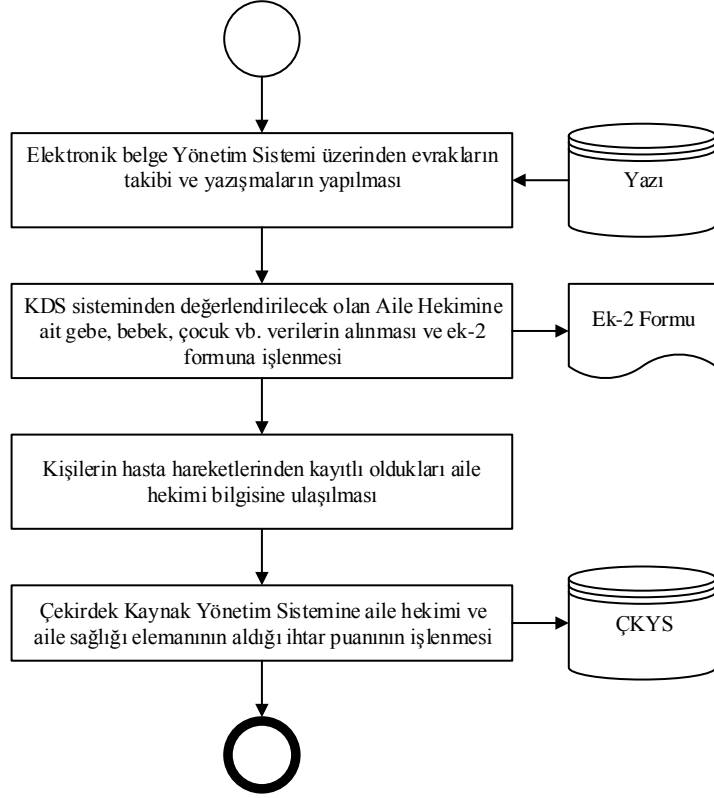 Elektronik belge Yönetim Sistemi üzerinden evrakların
takibi ve yazışmaların yapılması
Yazı
KDS sisteminden değerlendirilecek olan Aile Hekimine
ait gebe, bebek, çocuk vb. verilerin alınması ve ek-2
formuna işlenmesi
Ek-2 Formu
Kişilerin hasta hareketlerinden kayıtlı oldukları aile
hekimi bilgisine ulaşılması
Çekirdek Kaynak Yönetim Sistemine aile hekimi ve
aile sağlığı elemanının aldığı ihtar puanının işlenmesi
ÇKYS